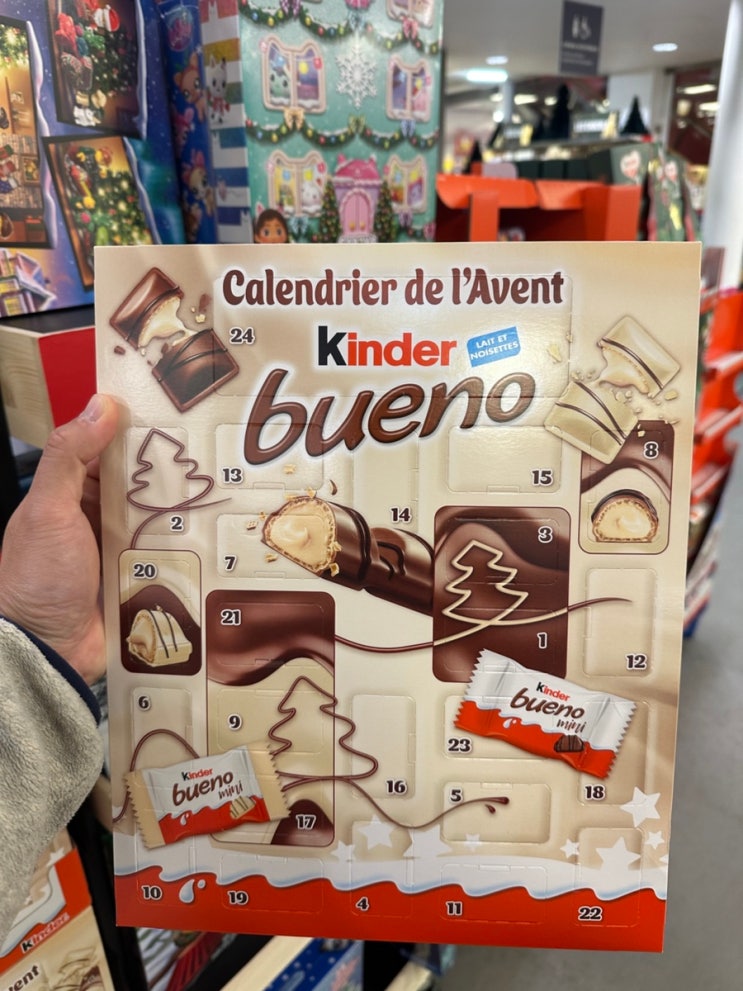 Calendrier de l'Avent
24
Kinder
LAIT ET
NOISETTES
bueno
8
13
15
2
14
3
7
20
21
1
12
6
Kinder
bueno
mini
9
23
Kinder
bueno
mini
16
5
18
17
10
19
4
11
22
Kinder